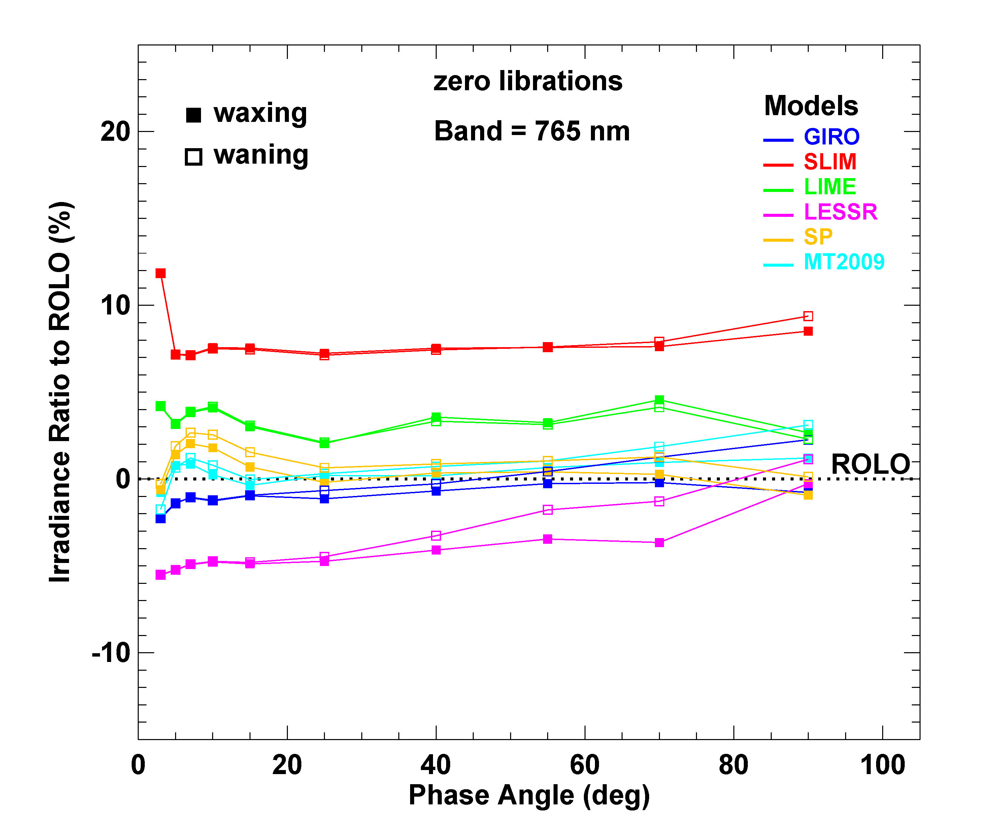 zero librations
Band = 765 nm
waxing
waning
Models
GIRO
SLIM
LIME
LESSR
SP
MT2009
ROLO
Irradiance Ratio to ROLO (%)
20
10
0
-10
0 20 40 60 80 100
Phase Angle (deg)